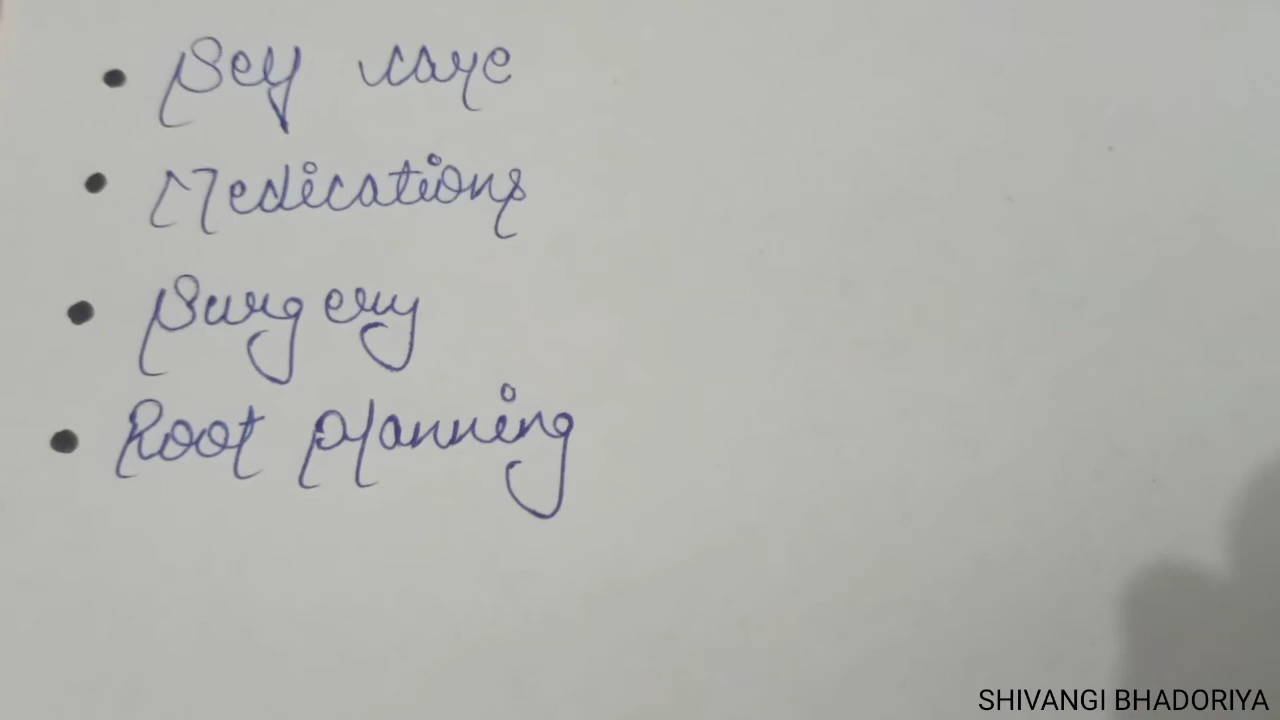 • Self care
• Medications
• Surgery
• Root planning
SHIVANGI BHADORIYA